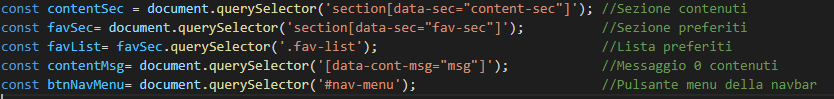 const contentSec = document.querySelector('section[data-sec="content-sec"]'); //Sezione contenuti
const favSec= document.querySelector('section[data-sec="fav-sec"]'); //Sezione preferiti
const favList= favSec.querySelector('.fav-list'); //Lista preferiti
const contentMsg= document.querySelector('[data-cont-msg="msg"]'); //Messaggio 0 contenuti
const btnNavMenu= document.querySelector('#nav-menu'); //Pulsante menu della navbar